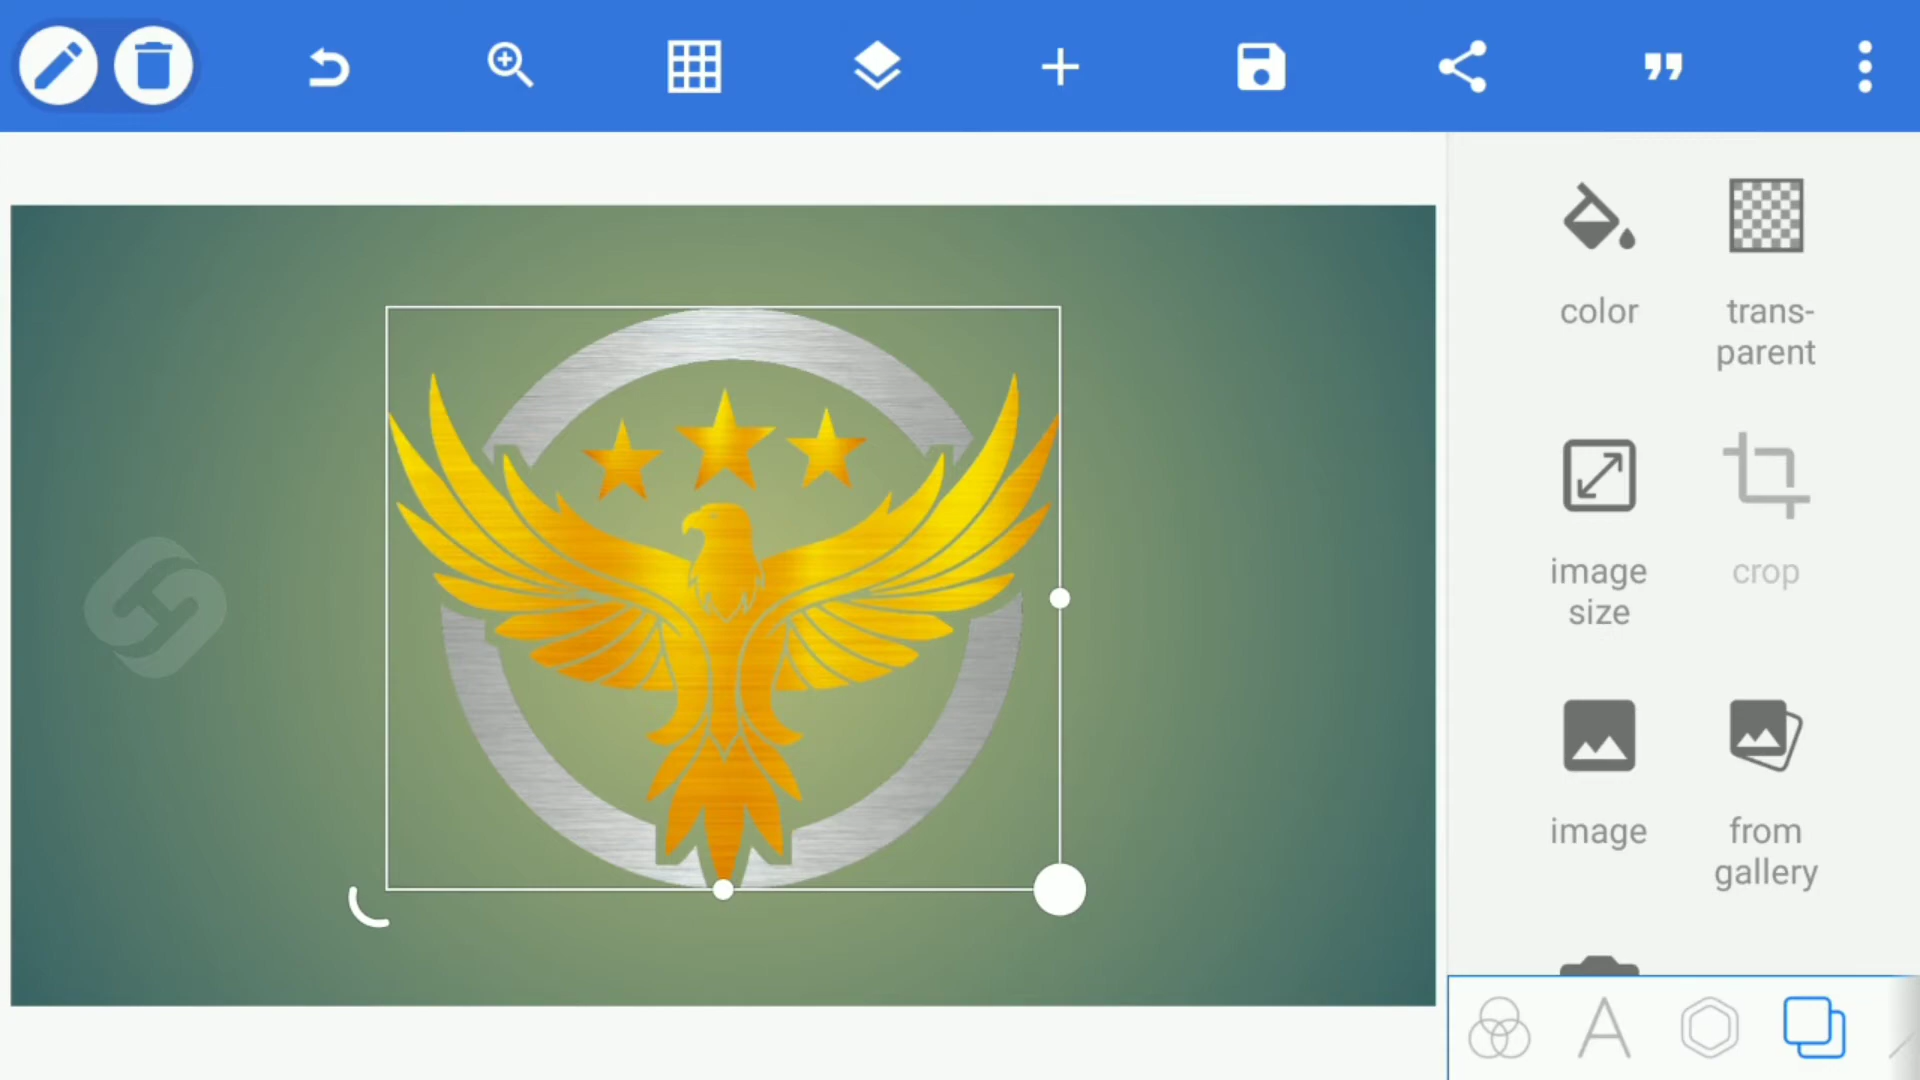 color
trans-
parent
image
size
crop
image
from
gallery